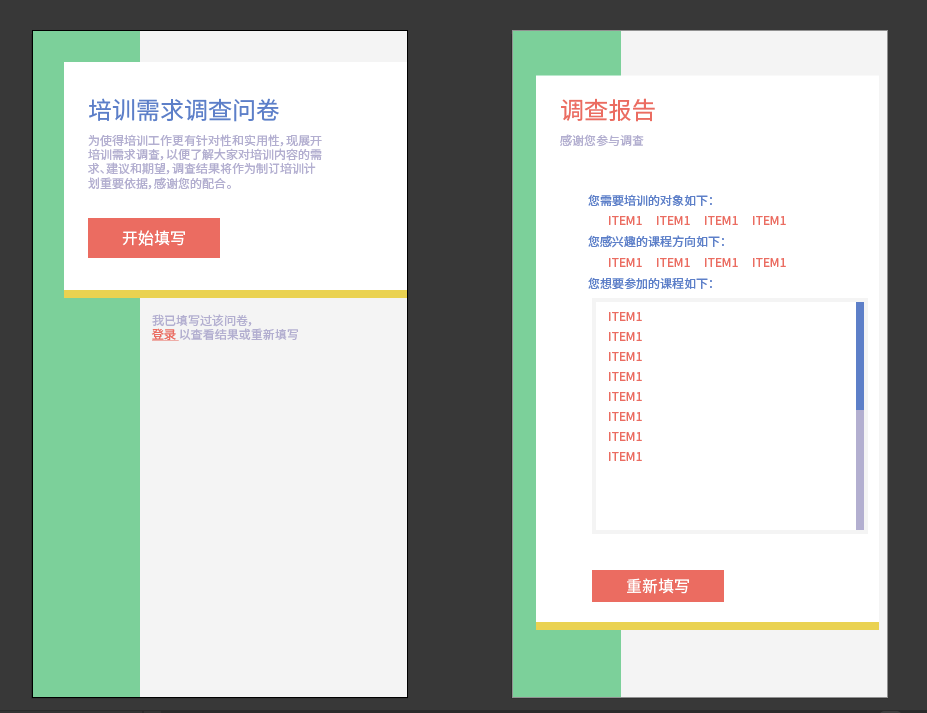 培训需求调查问卷
为使得培训工作更有针对性和实用性,现展开
培训需求调查,以便了解大家对培训内容的需
求、建议和期望,调查结果将作为制订培训计
划重要依据,感谢您的配合。
开始填写
我已填写过该问卷,
登录 以查看结果或重新填写
调查报告
感谢您参与调查
您需要培训的对象如下:
ITEM1 ITEM1 ITEM1 ITEM1
您感兴趣的课程方向如下:
ITEM1 ITEM1 ITEM1 ITEM1
您想要参加的课程如下:
ITEM1
ITEM1
ITEM1
ITEM1
ITEM1
ITEM1
ITEM1
ITEM1
重新填写